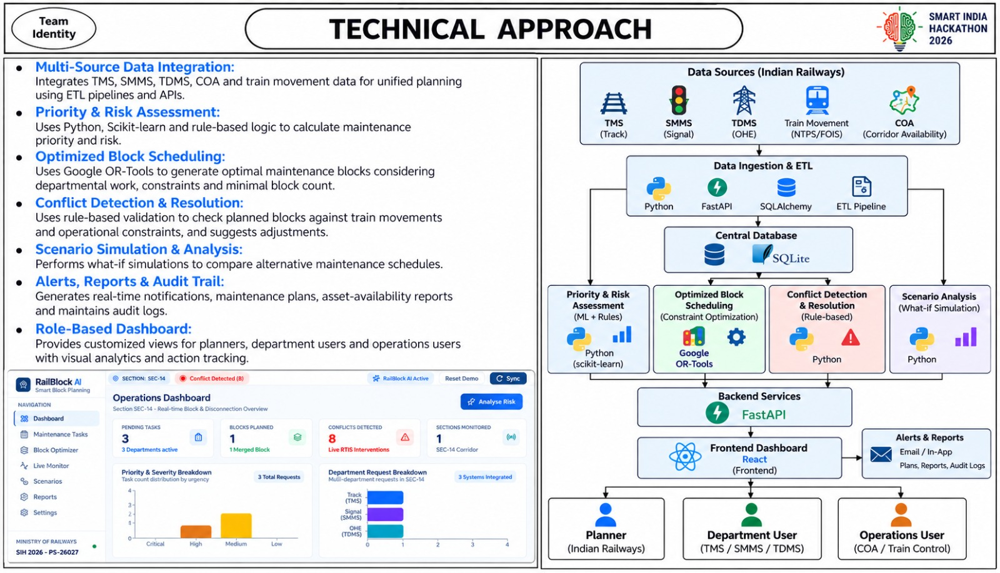 Team
Identity
TECHNICAL APPROACH
SMART INDIA
HACKATHON
2026
• Multi-Source Data Integration:
Integrates TMS, SMMS, TDMS, COA and train movement data for unified planning
using ETL pipelines and APIs.
• Priority & Risk Assessment:
Uses Python, Scikit-learn and rule-based logic to calculate maintenance
priority and risk.
• Optimized Block Scheduling:
Uses Google OR-Tools to generate optimal maintenance blocks considering
departmental work, constraints and minimal block count.
• Conflict Detection & Resolution:
Uses rule-based validation to check planned blocks against train movements
and operational constraints, and suggests adjustments.
• Scenario Simulation & Analysis:
Performs what-if simulations to compare alternative maintenance schedules.
• Alerts, Reports & Audit Trail:
Generates real-time notifications, maintenance plans, asset-availability reports
and maintains audit logs.
• Role-Based Dashboard:
Provides customized views for planners, department users and operations users
with visual analytics and action tracking.
RailBlock AI
Smart Block Planning
NAVIGATION
Dashboard
Maintenance Tasks
Block Optimizer
Live Monitor
Scenarios
Reports
Settings
MINISTRY OF RAILWAYS
SIH 2026 - PS-26027
SECTION: SEC-14
Conflict Detected (8)
RailBlock AI Active
Reset Demo
Sync
Operations Dashboard
Section SEC-14 - Real-time Block & Disconnection Overview
Analyse Risk
PENDING TASKS
3
3 Departments active
BLOCKS PLANNED
1
1 Merged Block
CONFLICTS DETECTED
8
Live RTIS Interventions
SECTIONS MONITORED
1
SEC-14 Corridor
Priority & Severity Breakdown
Task count distribution by urgency
3 Total Requests
4
3
2
1
0
Critical High Medium Low
Department Request Breakdown
Multi-department requests in SEC-14
3 Systems Integrated
Track
(TMS)
Signal
(SMMS)
OHE
(TDMS)
0 1 2 3 4
Data Sources (Indian Railways)
TMS
(Track)
SMMS
(Signal)
TDMS
(OHE)
Train Movement
(NTPS/FOIS)
COA
(Corridor Availability)
Data Ingestion & ETL
Python
FastAPI
SQLAlchemy
ETL Pipeline
Central Database
SQLite
Priority & Risk
Assessment
(ML + Rules)
Python
(scikit-learn)
Optimized Block
Scheduling
(Constraint Optimization)
Google
OR-Tools
Conflict Detection
& Resolution
(Rule-based)
Python
Scenario Analysis
(What-if Simulation)
Python
Backend Services
FastAPI
Frontend Dashboard
React
(Frontend)
Alerts & Reports
Email / In-App
Plans, Reports, Audit Logs
Planner
(Indian Railways)
Department User
(TMS / SMMS / TDMS)
Operations User
(COA / Train Control)